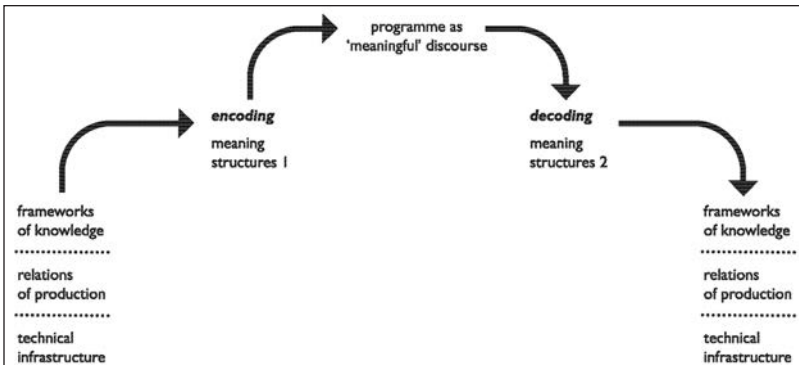 programme as
'meaningful' discourse
encoding
meaning
structures 1
decoding
meaning
structures 2
frameworks
of knowledge
relations
of production
technical
infrastructure
frameworks
of knowledge
relations
of production
technical
infrastructure